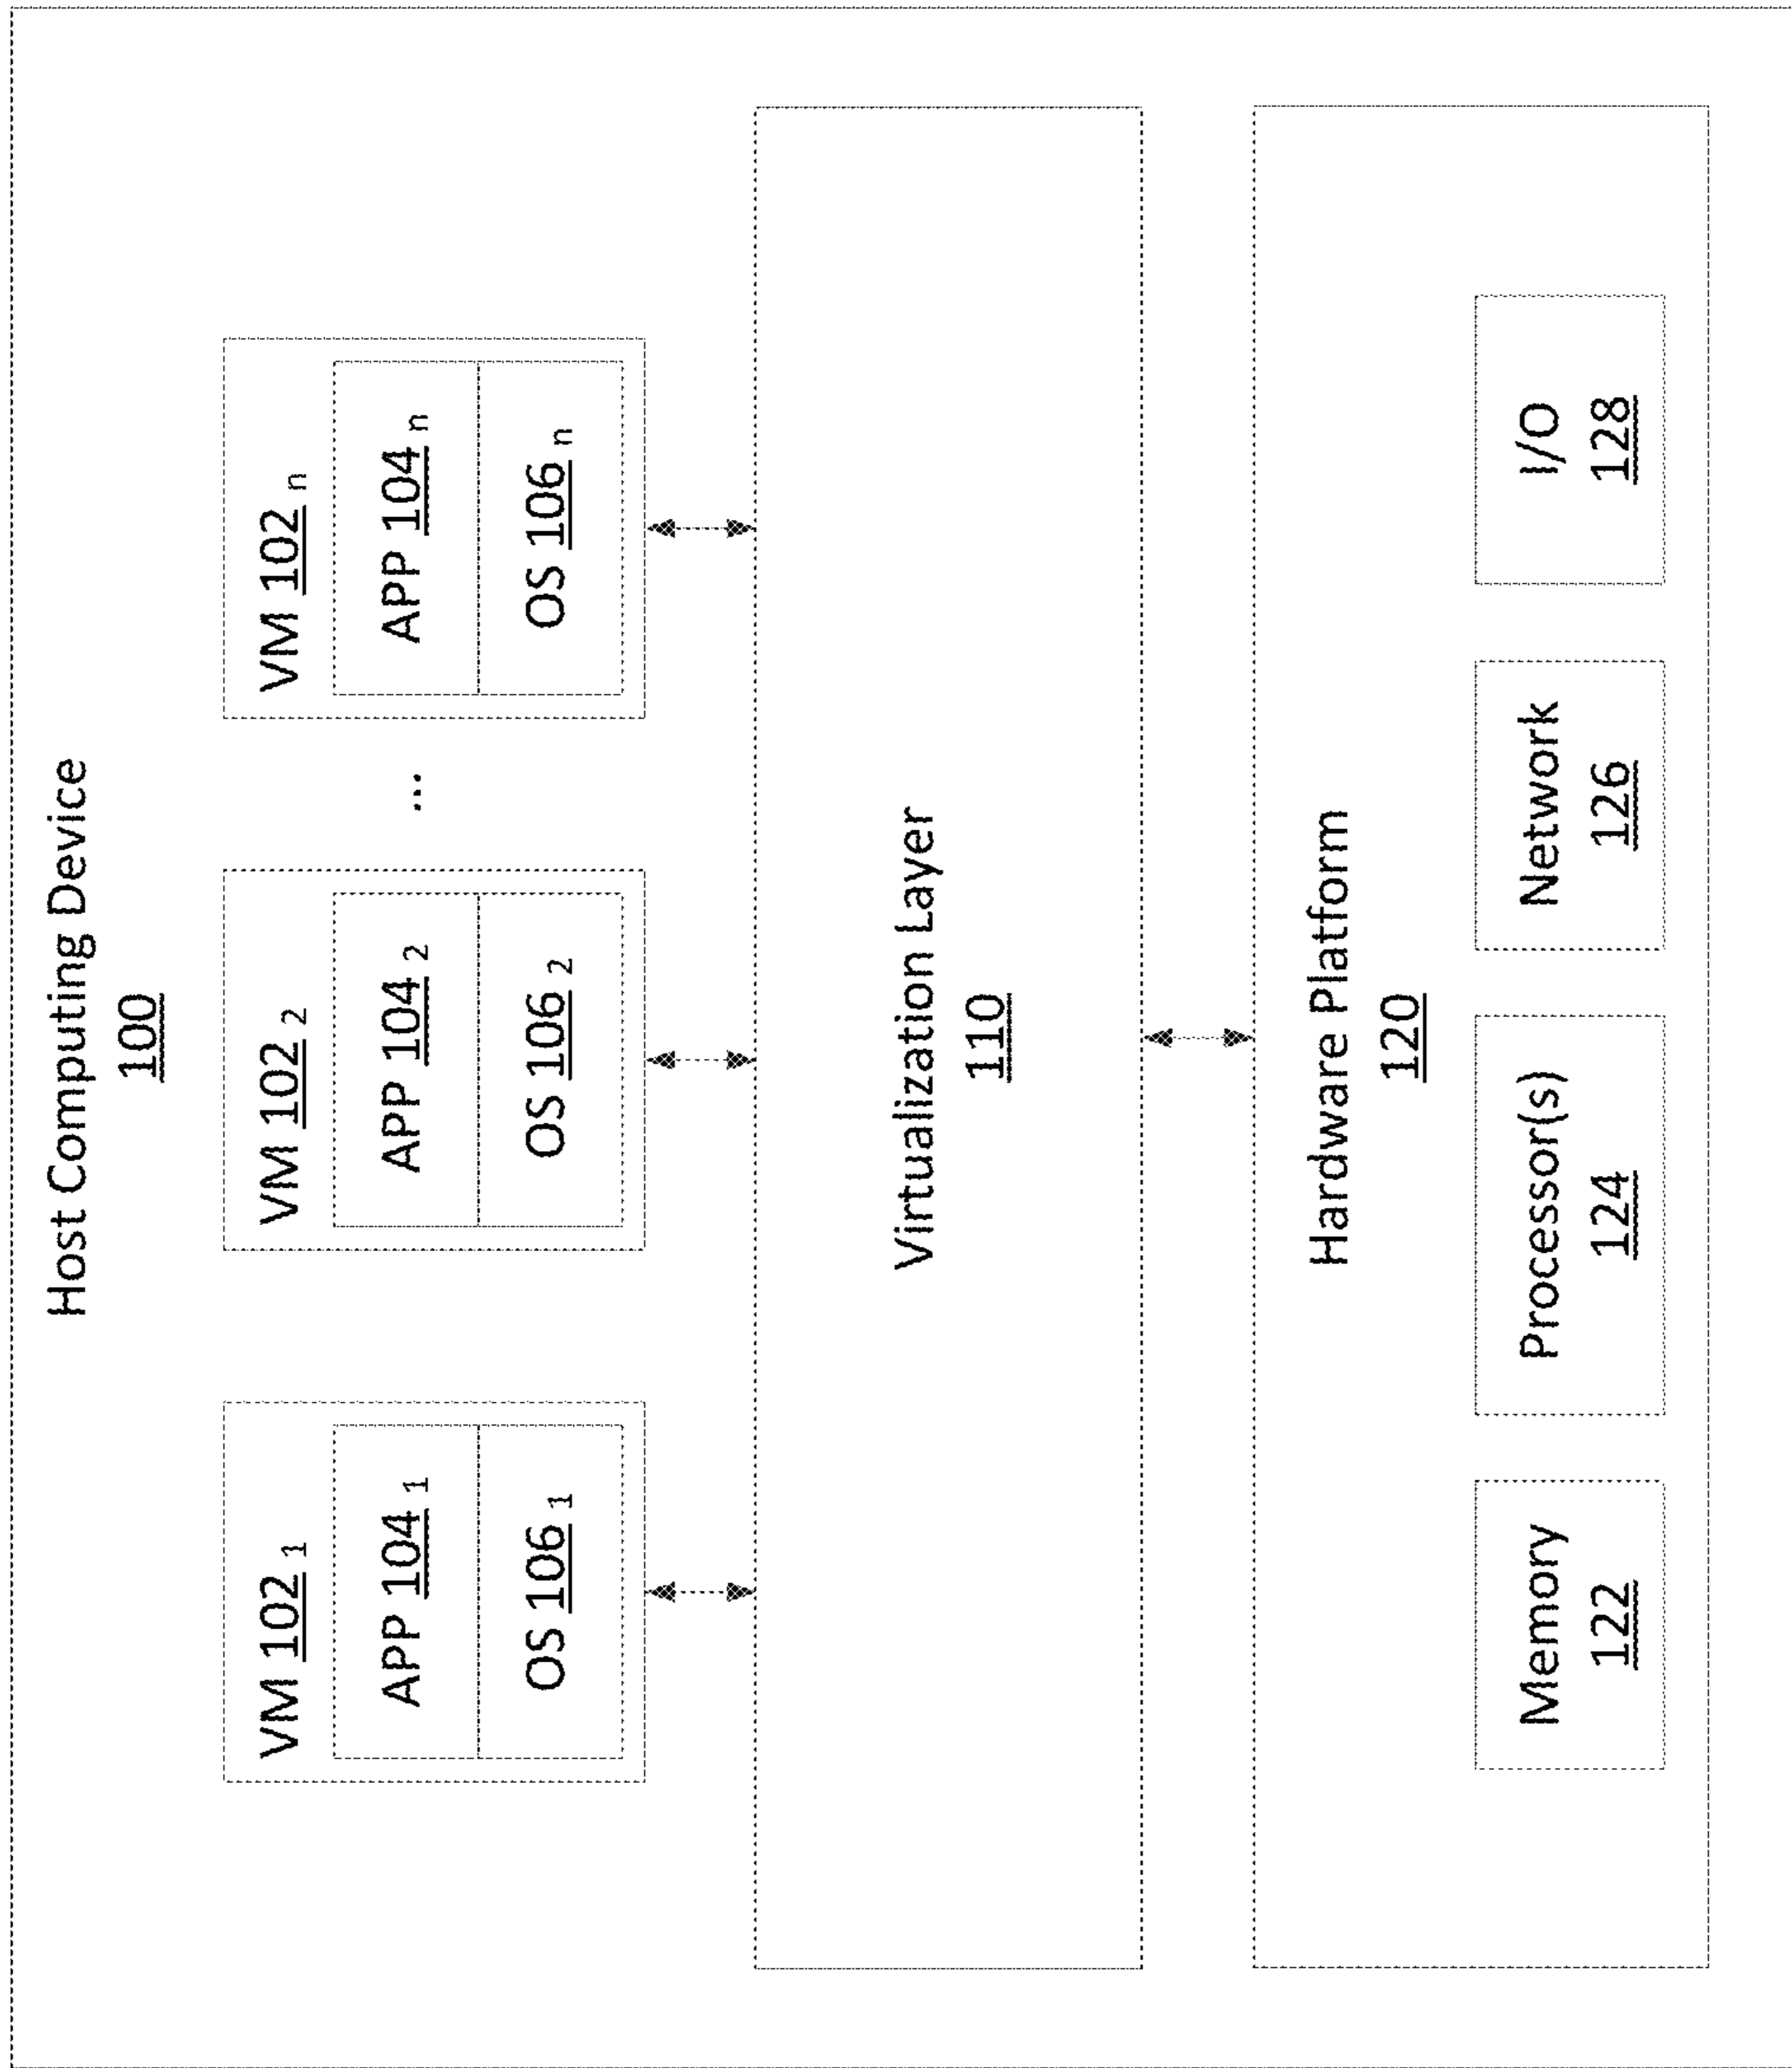 Host Computing Device
100
VM 102 1
APP 104 1
OS 106 1
VM 102 2
APP 104 2
OS 106 2
...
VM 102 n
APP 104 n
OS 106 n
Virtualization Layer
110
Hardware Platform
120
Memory
122
Processor(s)
124
Network
126
I/O
128